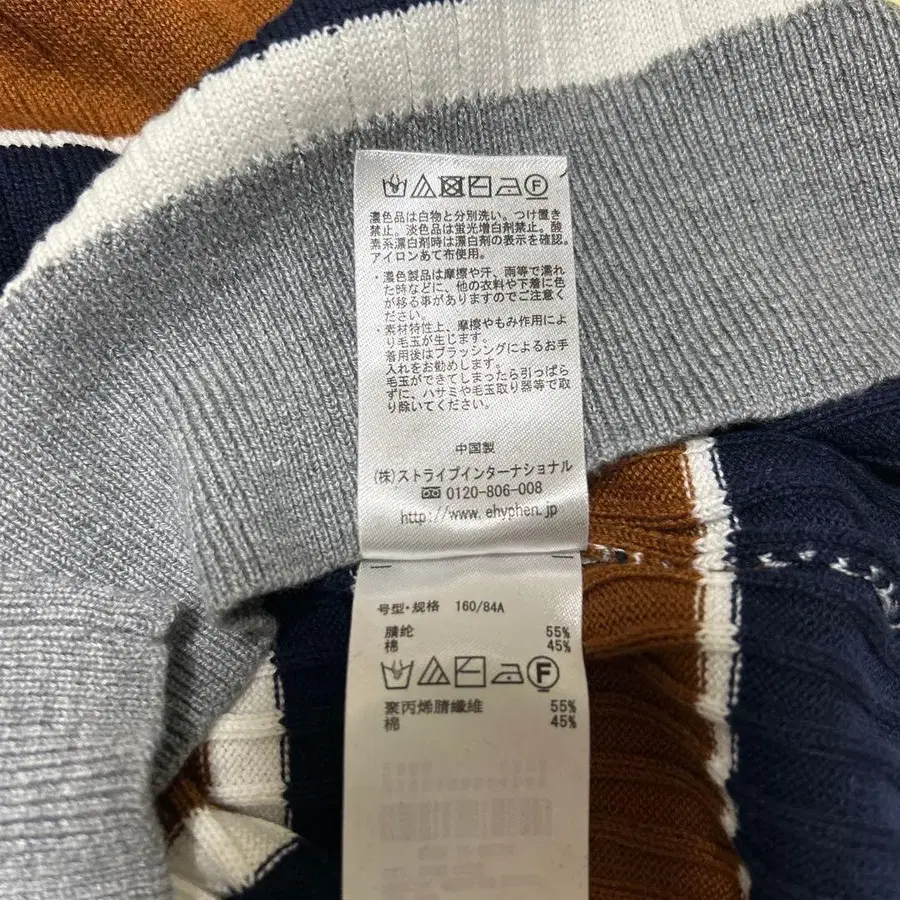 濃色品は白物と分別洗い。つけ置き
禁止。淡色品は蛍光増白剤禁止。酸
素系漂白剤時は漂白剤の表示を確認。
アイロンあて布使用。
・濃色製品は摩擦や汗、雨等で濡れ
た時などに、他の衣料や下着に色
が移る事がありますのでご注意く
ださい。
・素材特性上、摩擦やもみ作用によ
り毛玉が生じます。
着用後はブラッシングによるお手
入れをお勧めします。
毛玉ができてしまったら引っぱら
ずに、ハサミや毛玉取り器等で取
り除いてください。
中国製
(株)ストライプインターナショナル
0120-806-008
http://www.ehyphen.jp
号型・规格 160/84A
腈纶 55%
棉 45%
F
聚丙烯腈纖維 55%
棉 45%